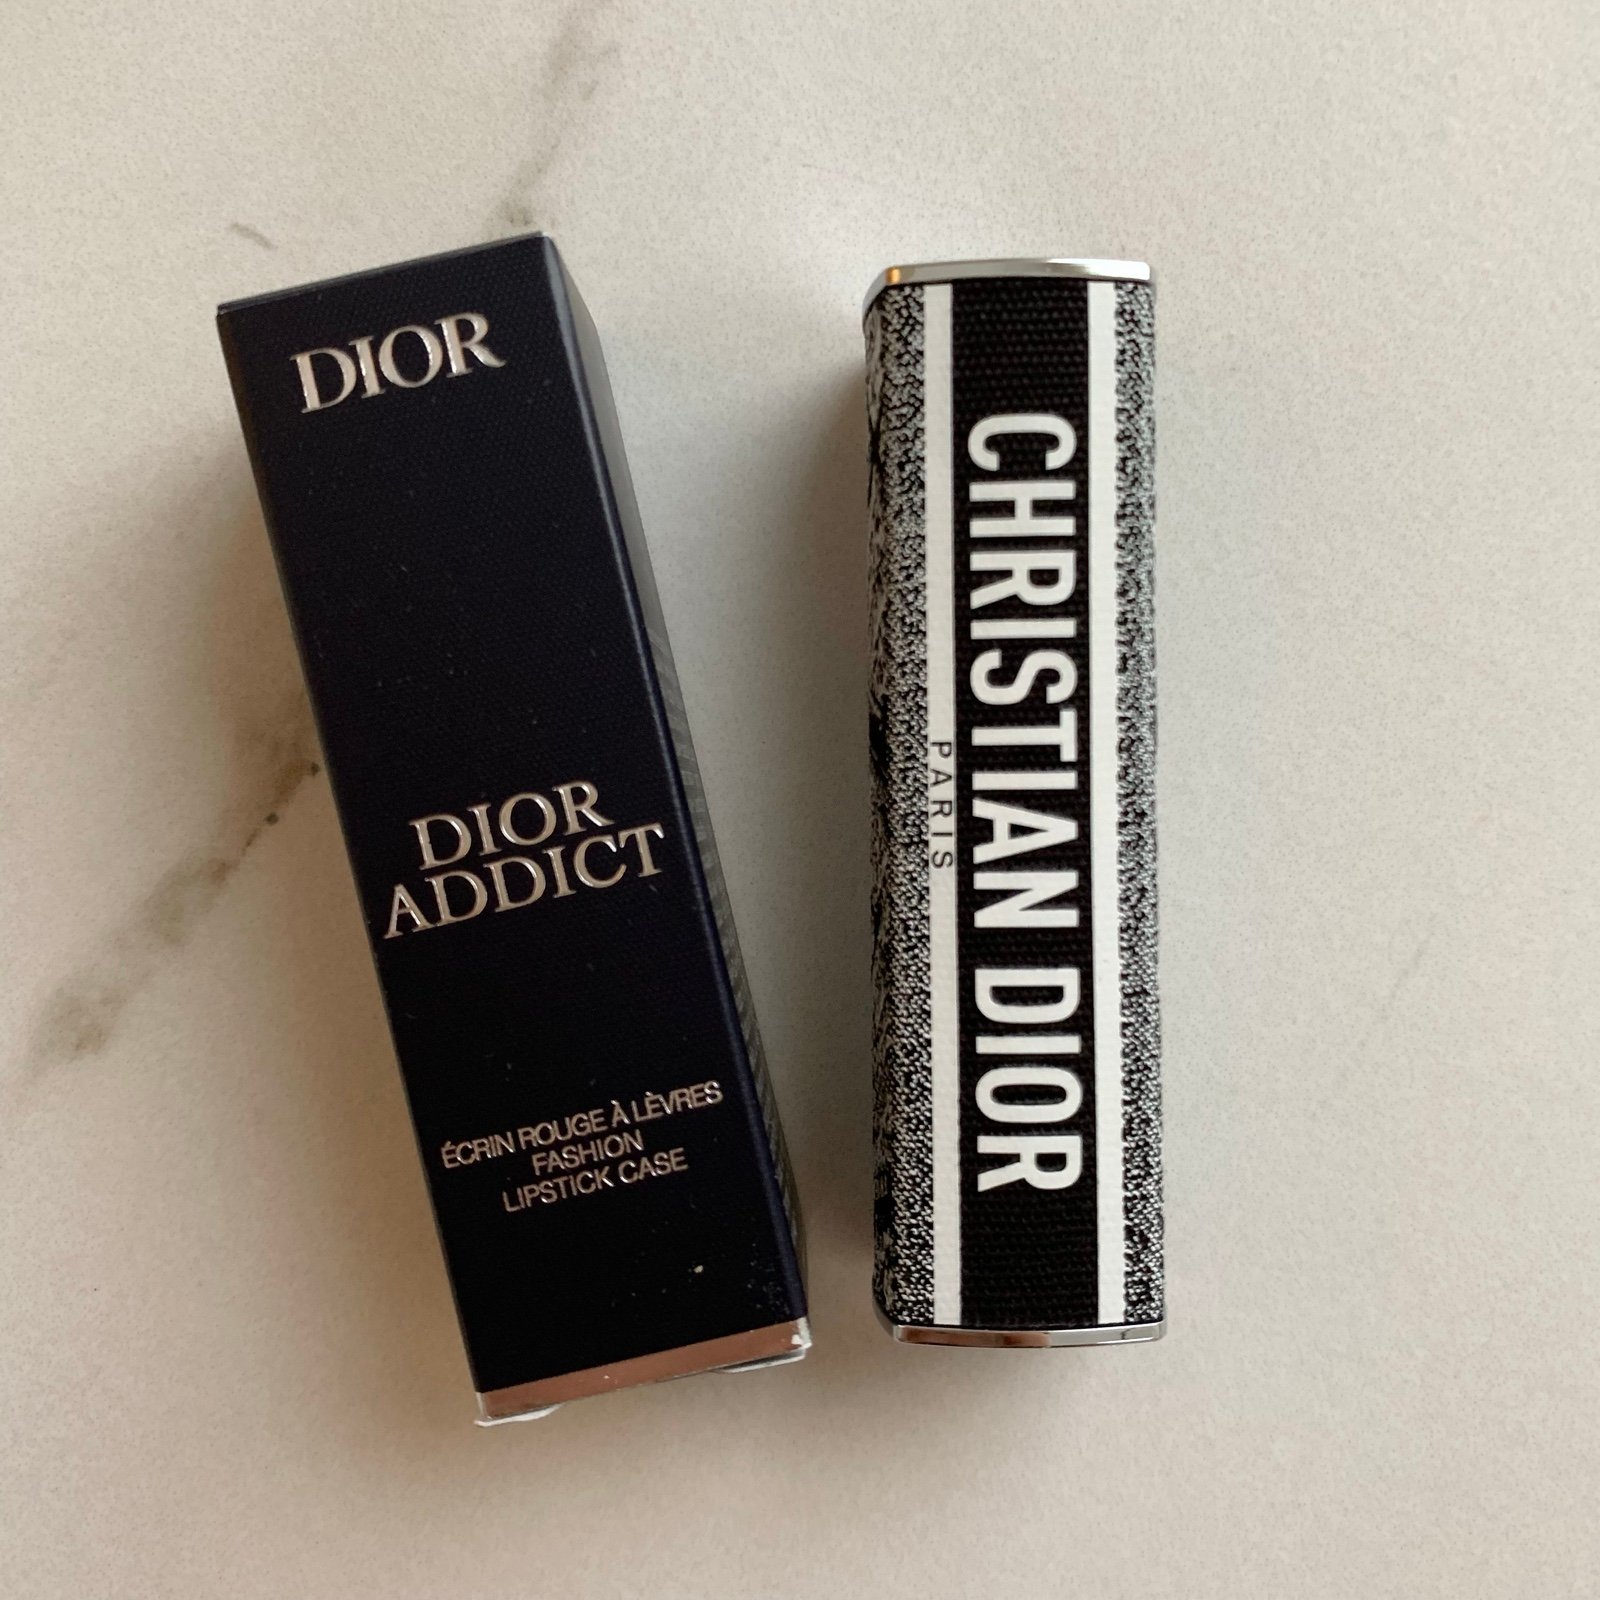 DIOR
DIOR
ADDICT
ÉCRIN ROUGE À LÈVRES
FASHION
LIPSTICK CASE
CHRISTIAN DIOR
PARIS